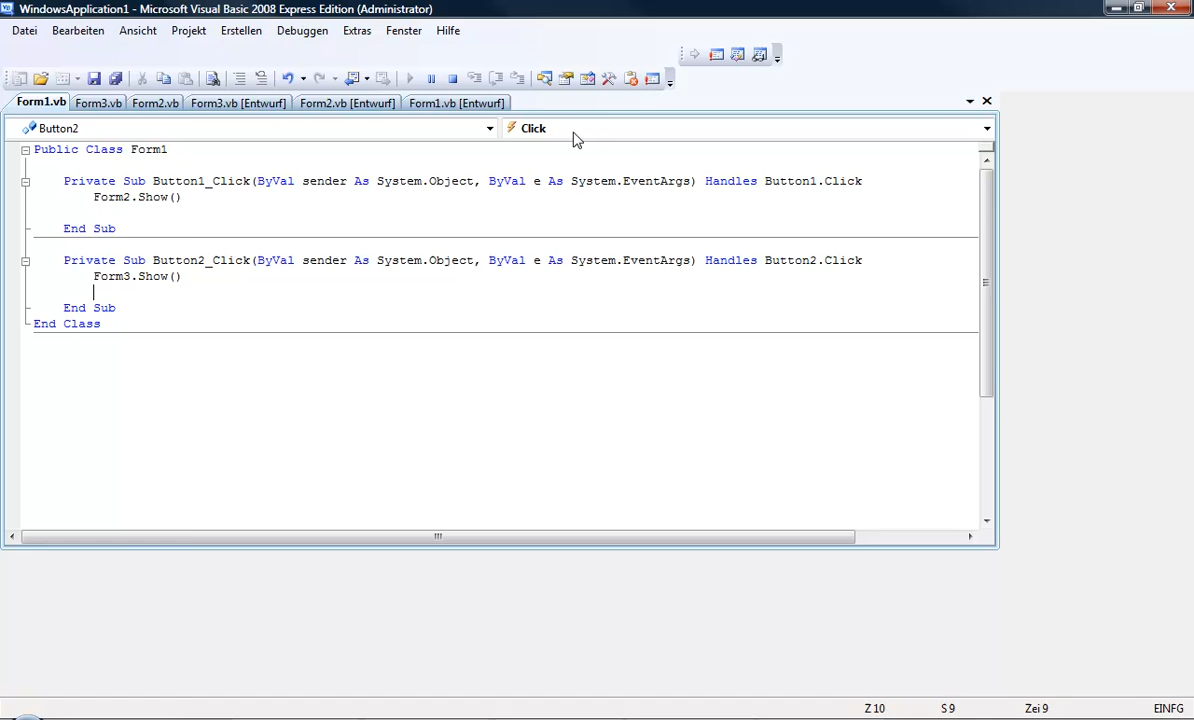 WindowsApplication1 - Microsoft Visual Basic 2008 Express Edition (Administrator)
Datei Bearbeiten Ansicht Projekt Erstellen Debuggen Extras Fenster Hilfe
Form1.vb Form3.vb Form2.vb Form3.vb [Entwurf] Form2.vb [Entwurf] Form1.vb [Entwurf]
Button2 Click
Public Class Form1
Private Sub Button1_Click(ByVal sender As System.Object, ByVal e As System.EventArgs) Handles Button1.Click
Form2.Show()
End Sub
Private Sub Button2_Click(ByVal sender As System.Object, ByVal e As System.EventArgs) Handles Button2.Click
Form3.Show()
End Sub
End Class
Z 10 S 9 Zei 9 EINFG